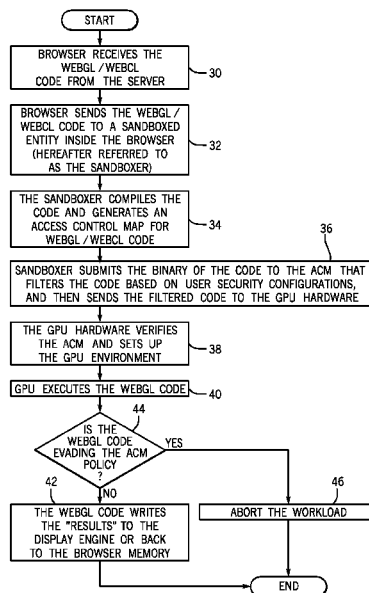 START
BROWSER RECEIVES THE
WEBGL/WEBCL
CODE FROM THE SERVER
30
BROWSER SENDS THE WEBGL/
WEBCL CODE TO A SANDBOXED
ENTITY INSIDE THE BROWSER
(HEREAFTER REFERRED TO
AS THE SANDBOXER)
32
THE SANDBOXER COMPILES THE
CODE AND GENERATES AN
ACCESS CONTROL MAP FOR
WEBGL/WEBCL CODE
34
36
SANDBOXER SUBMITS THE BINARY OF THE CODE TO THE ACM THAT
FILTERS THE CODE BASED ON USER SECURITY CONFIGURATIONS,
AND THEN SENDS THE FILTERED CODE TO THE GPU HARDWARE
THE GPU HARDWARE VERIFIES
THE ACM AND SETS UP
THE GPU ENVIRONMENT
38
GPU EXECUTES THE WEBGL CODE
40
44
IS THE
WEBGL CODE
EVADING THE ACM
POLICY
?
YES
NO
42
THE WEBGL CODE WRITES
THE "RESULTS" TO THE
DISPLAY ENGINE OR BACK
TO THE BROWSER MEMORY
46
ABORT THE WORKLOAD
END